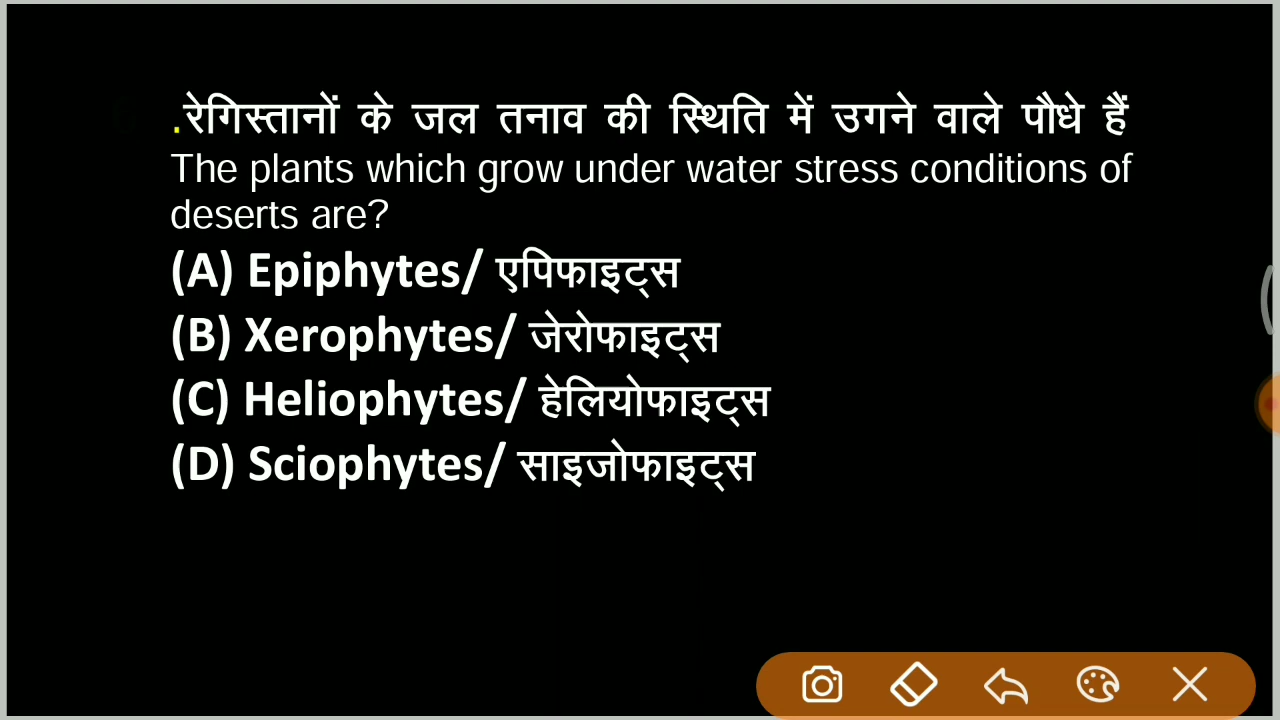 .रेगिस्तानों के जल तनाव की स्थिति में उगने वाले पौधे हैं
The plants which grow under water stress conditions of
deserts are?
(A) Epiphytes/ एपिफाइट्स
(B) Xerophytes/ जेरोफाइट्स
(C) Heliophytes/ हेलियोफाइट्स
(D) Sciophytes/ साइजोफाइट्स